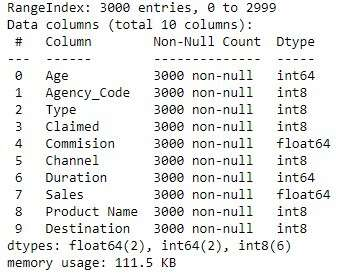 RangeIndex: 3000 entries, 0 to 2999
Data columns (total 10 columns):
 #   Column        Non-Null Count  Dtype
---  ------        --------------  -----
 0   Age           3000 non-null   int64
 1   Agency_Code   3000 non-null   int8
 2   Type          3000 non-null   int8
 3   Claimed       3000 non-null   int8
 4   Commision     3000 non-null   float64
 5   Channel       3000 non-null   int8
 6   Duration      3000 non-null   int64
 7   Sales         3000 non-null   float64
 8   Product Name  3000 non-null   int8
 9   Destination   3000 non-null   int8
dtypes: float64(2), int64(2), int8(6)
memory usage: 111.5 KB